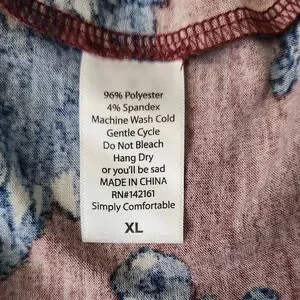 96% Polyester
4% Spandex
Machine Wash Cold
Gentle Cycle
Do Not Bleach
Hang Dry
or you'll be sad
MADE IN CHINA
RN#142161
Simply Comfortable
XL